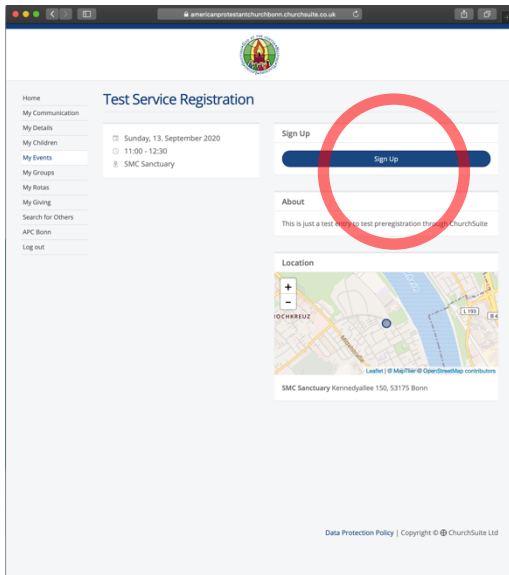 americanprotestantchurchbonn.churchsuite.co.uk
Home
My Communication
My Details
My Children
My Events
My Groups
My Rotas
My Giving
Search for Others
APC Bonn
Log out
Test Service Registration
Sunday, 13. September 2020
11:00 - 12:30
SMC Sanctuary
Sign Up
Sign Up
About
This is just a test entry to test preregistration through ChurchSuite
Location
+
−
HOCHKREUZ
Mittelstraße
L 193
B 4
Leaflet | © MapTiler © OpenStreetMap contributors
SMC Sanctuary Kennedyallee 150, 53175 Bonn
Data Protection Policy | Copyright © ChurchSuite Ltd